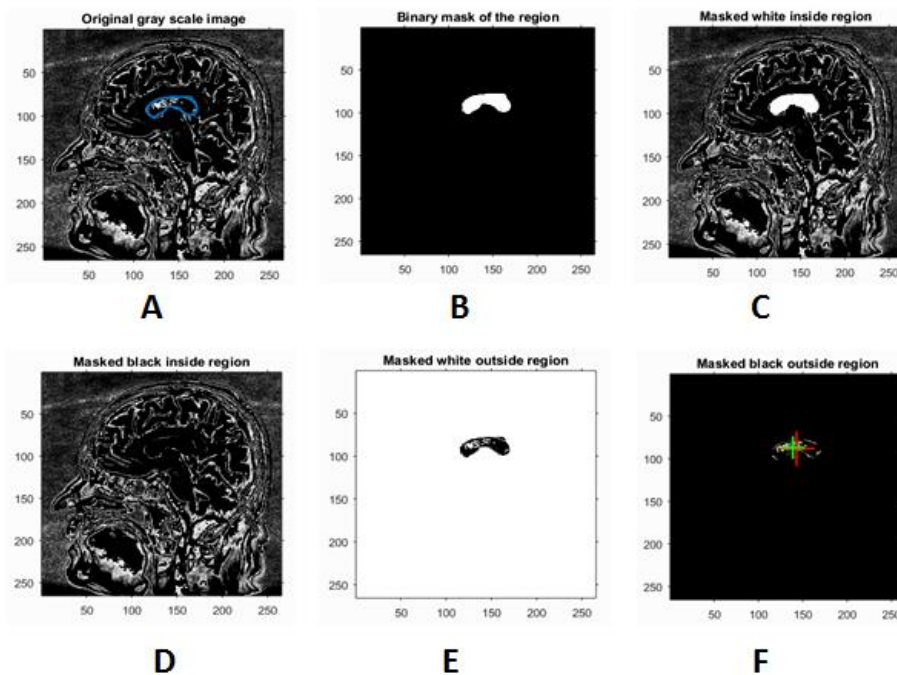 Original gray scale image
Binary mask of the region
Masked white inside region
50
100
150
200
250
50 100 150 200 250
50
100
150
200
250
50 100 150 200 250
50
100
150
200
250
50 100 150 200 250
A
B
C
Masked black inside region
Masked white outside region
Masked black outside region
50
100
150
200
250
50 100 150 200 250
50
100
150
200
250
50 100 150 200 250
50
100
150
200
250
50 100 150 200 250
D
E
F